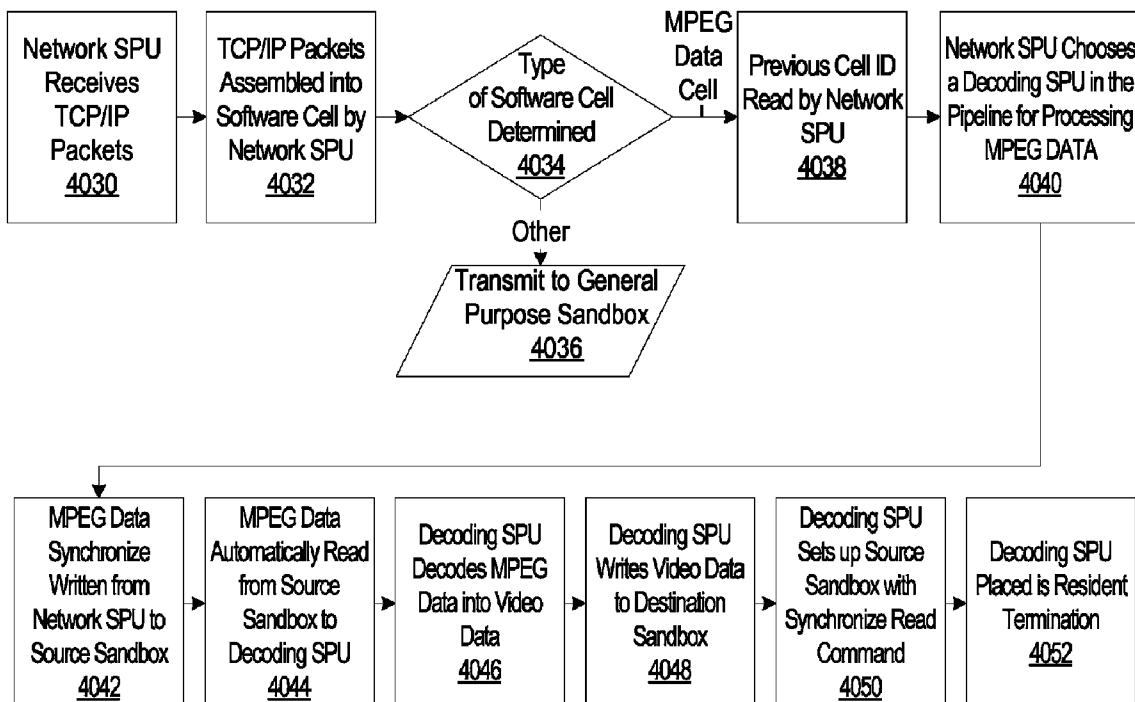 Network SPU
Receives
TCP/IP
Packets
4030
TCP/IP Packets
Assembled into
Software Cell by
Network SPU
4032
Type
of Software Cell
Determined
4034
MPEG
Data
Cell
Previous Cell ID
Read by Network
SPU
4038
Network SPU Chooses
a Decoding SPU in the
Pipeline for Processing
MPEG DATA
4040
Other
Transmit to General
Purpose Sandbox
4036
MPEG Data
Synchronize
Written from
Network SPU to
Source Sandbox
4042
MPEG Data
Automatically Read
from Source
Sandbox to
Decoding SPU
4044
Decoding SPU
Decodes MPEG
Data into Video
Data
4046
Decoding SPU
Writes Video Data
to Destination
Sandbox
4048
Decoding SPU
Sets up Source
Sandbox with
Synchronize Read
Command
4050
Decoding SPU
Placed is Resident
Termination
4052